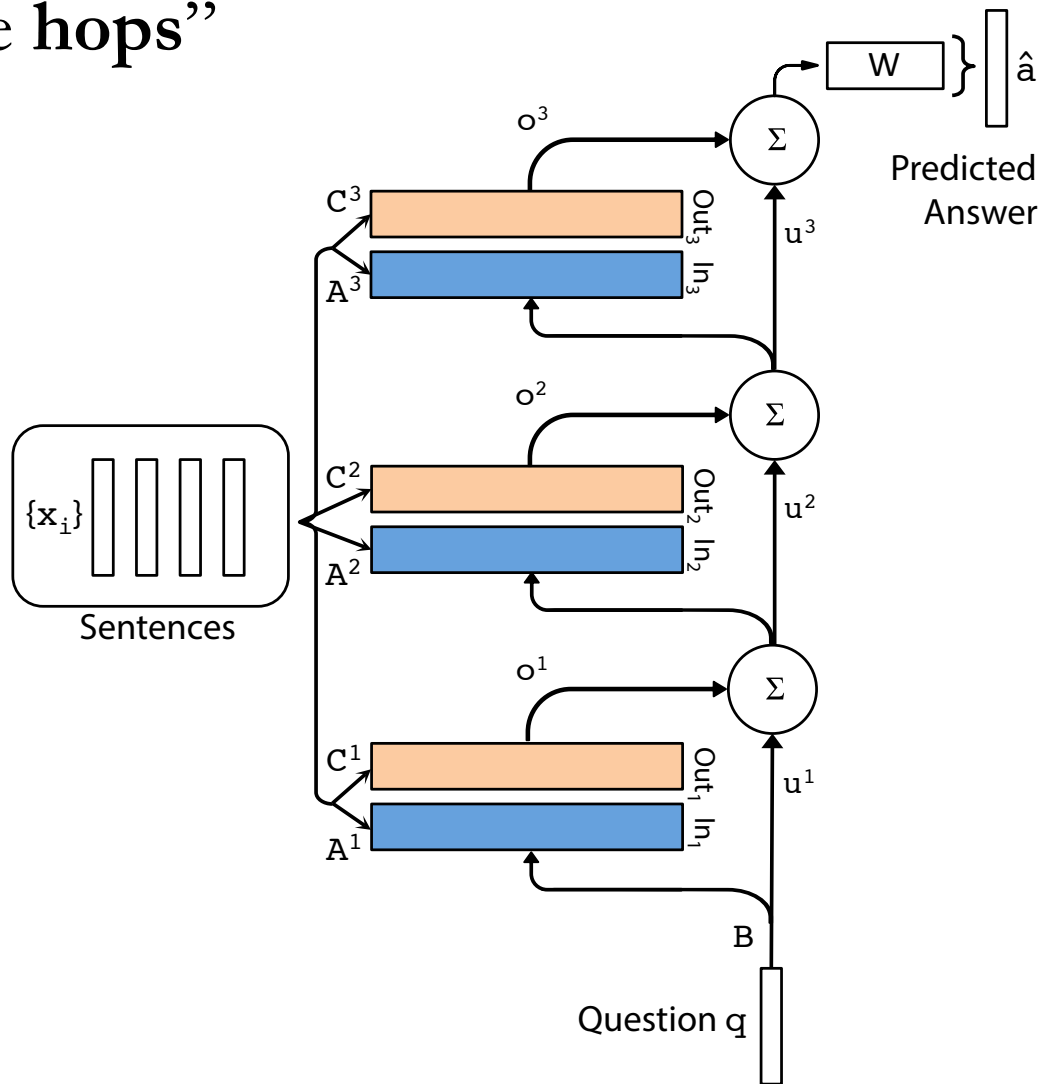 e hops”
W
â
Predicted
Answer
o³
Σ
C³
Out₃
u³
A³
In₃
o²
Σ
C²
Out₂
u²
{xᵢ}
A²
In₂
Sentences
o¹
Σ
C¹
Out₁
u¹
A¹
In₁
B
Question q